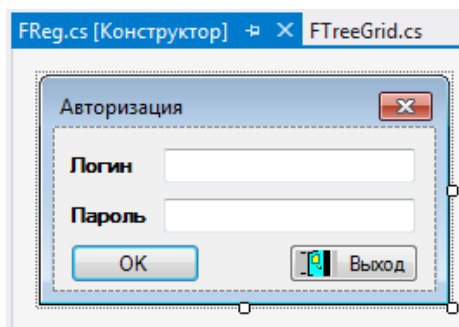 FReg.cs [Конструктор] FTreeGrid.cs
Авторизация
Логин
Пароль
OK Выход